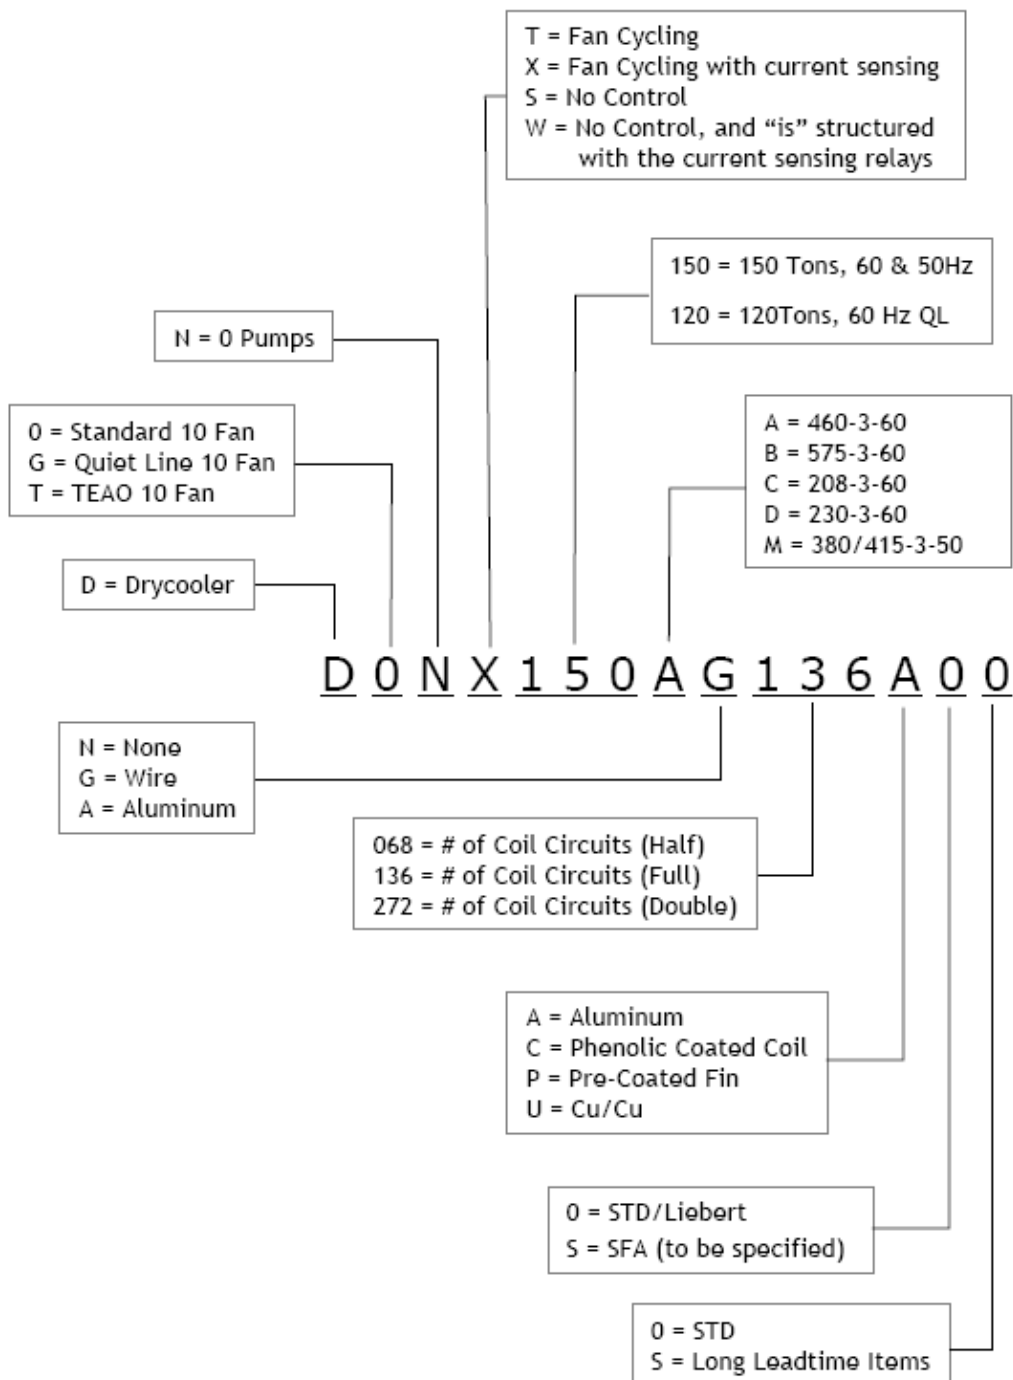 T = Fan Cycling
X = Fan Cycling with current sensing
S = No Control
W = No Control, and “is” structured
with the current sensing relays
150 = 150 Tons, 60 & 50Hz
120 = 120Tons, 60 Hz QL
N = 0 Pumps
0 = Standard 10 Fan
G = Quiet Line 10 Fan
T = TEAO 10 Fan
A = 460-3-60
B = 575-3-60
C = 208-3-60
D = 230-3-60
M = 380/415-3-50
D = Drycooler
D 0 N X 1 5 0 A G 1 3 6 A 0 0
N = None
G = Wire
A = Aluminum
068 = # of Coil Circuits (Half)
136 = # of Coil Circuits (Full)
272 = # of Coil Circuits (Double)
A = Aluminum
C = Phenolic Coated Coil
P = Pre-Coated Fin
U = Cu/Cu
0 = STD/Liebert
S = SFA (to be specified)
0 = STD
S = Long Leadtime Items